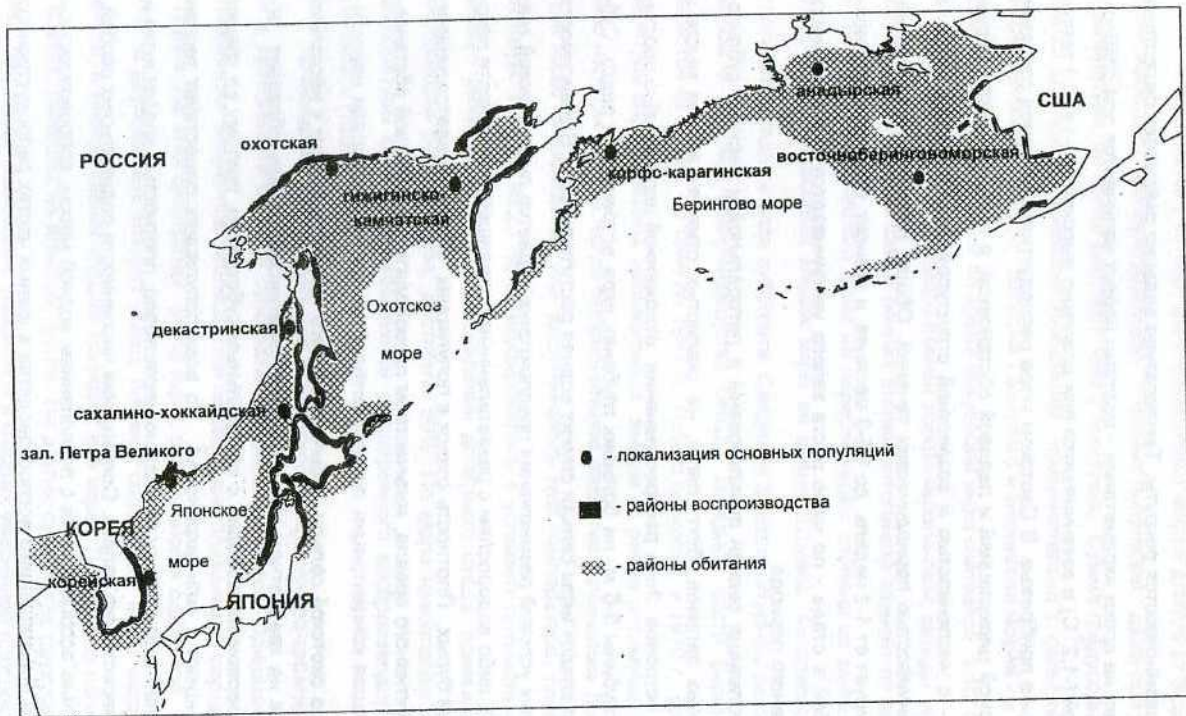 анадырская
США
восточноберинговоморская
корфо-карагинская
Берингово море
охотская
РОССИЯ
гижигинско-
камчатская
Охотское
море
декастринская
сахалино-хоккайдская
зал. Петра Великого
Японское
море
КОРЕЯ
корейская
ЯПОНИЯ
- локализация основных популяций
- районы воспроизводства
- районы обитания